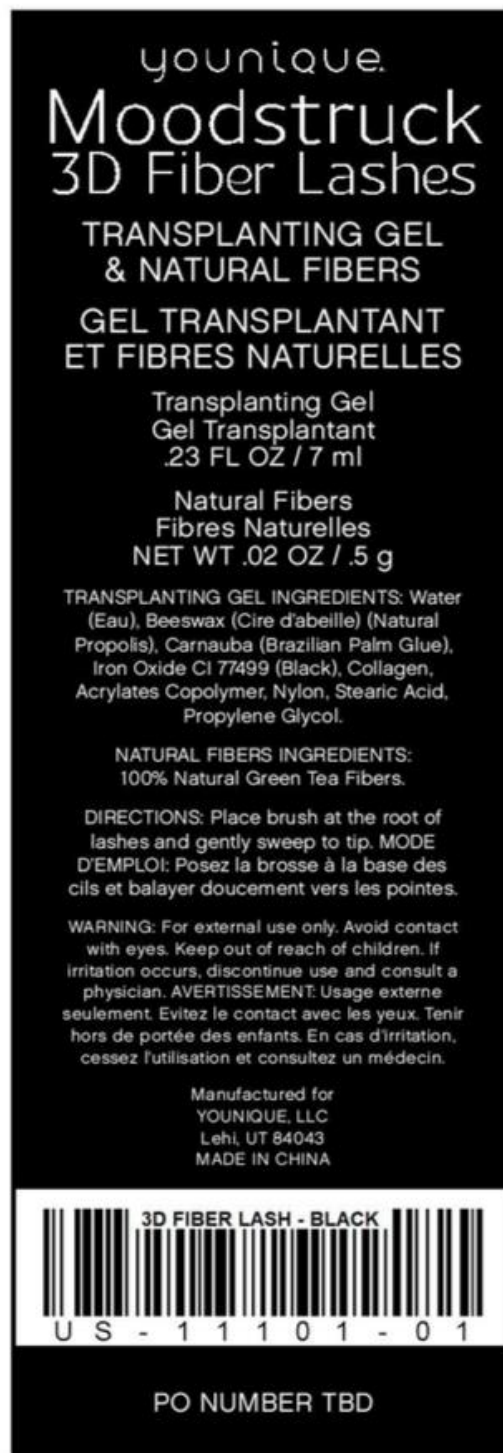 younique.
Moodstruck
3D Fiber Lashes
TRANSPLANTING GEL
& NATURAL FIBERS
GEL TRANSPLANTANT
ET FIBRES NATURELLES
Transplanting Gel
Gel Transplantant
.23 FL OZ / 7 ml
Natural Fibers
Fibres Naturelles
NET WT .02 OZ / .5 g
TRANSPLANTING GEL INGREDIENTS: Water
(Eau), Beeswax (Cire d'abeille) (Natural
Propolis), Carnauba (Brazilian Palm Glue),
Iron Oxide CI 77499 (Black), Collagen,
Acrylates Copolymer, Nylon, Stearic Acid,
Propylene Glycol.
NATURAL FIBERS INGREDIENTS:
100% Natural Green Tea Fibers.
DIRECTIONS: Place brush at the root of
lashes and gently sweep to tip. MODE
D'EMPLOI: Posez la brosse à la base des
cils et balayer doucement vers les pointes.
WARNING: For external use only. Avoid contact
with eyes. Keep out of reach of children. If
irritation occurs, discontinue use and consult a
physician. AVERTISSEMENT: Usage externe
seulement. Evitez le contact avec les yeux. Tenir
hors de portée des enfants. En cas d'irritation,
cessez l'utilisation et consultez un médecin.
Manufactured for
YOUNIQUE, LLC
Lehi, UT 84043
MADE IN CHINA
3D FIBER LASH - BLACK
US-11101-01
PO NUMBER TBD